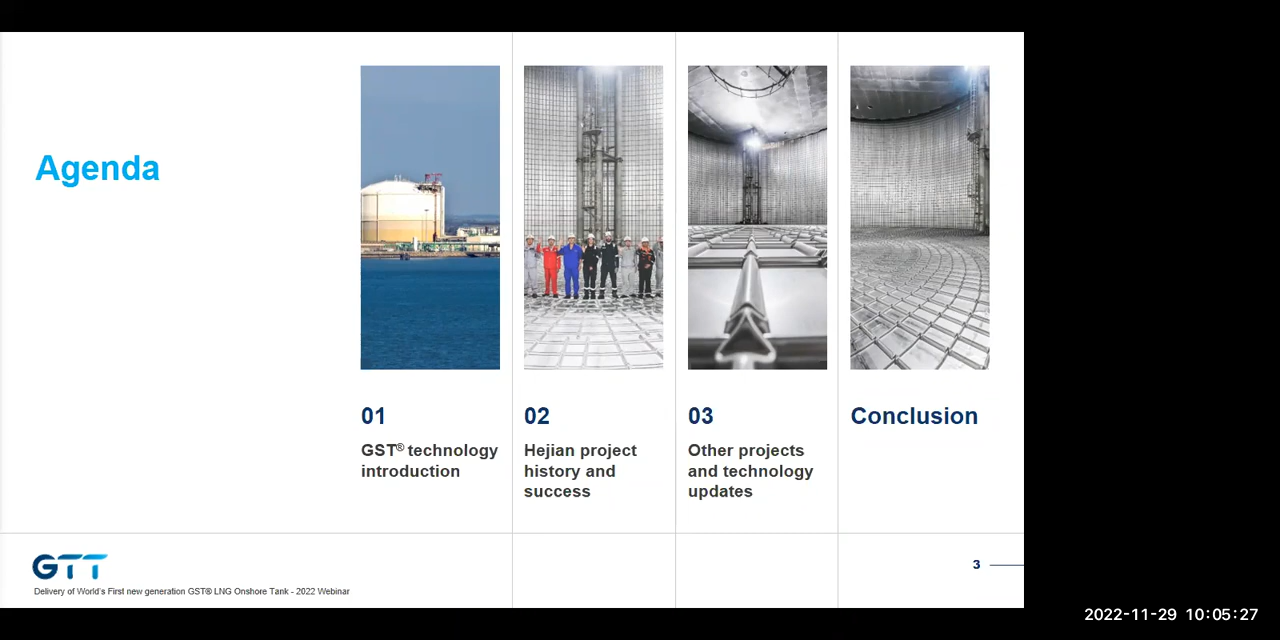 Agenda
01
GST® technology
introduction
02
Hejian project
history and
success
03
Other projects
and technology
updates
Conclusion
GTT
Delivery of World's First new generation GST® LNG Onshore Tank - 2022 Webinar
3
2022-11-29 10:05:27